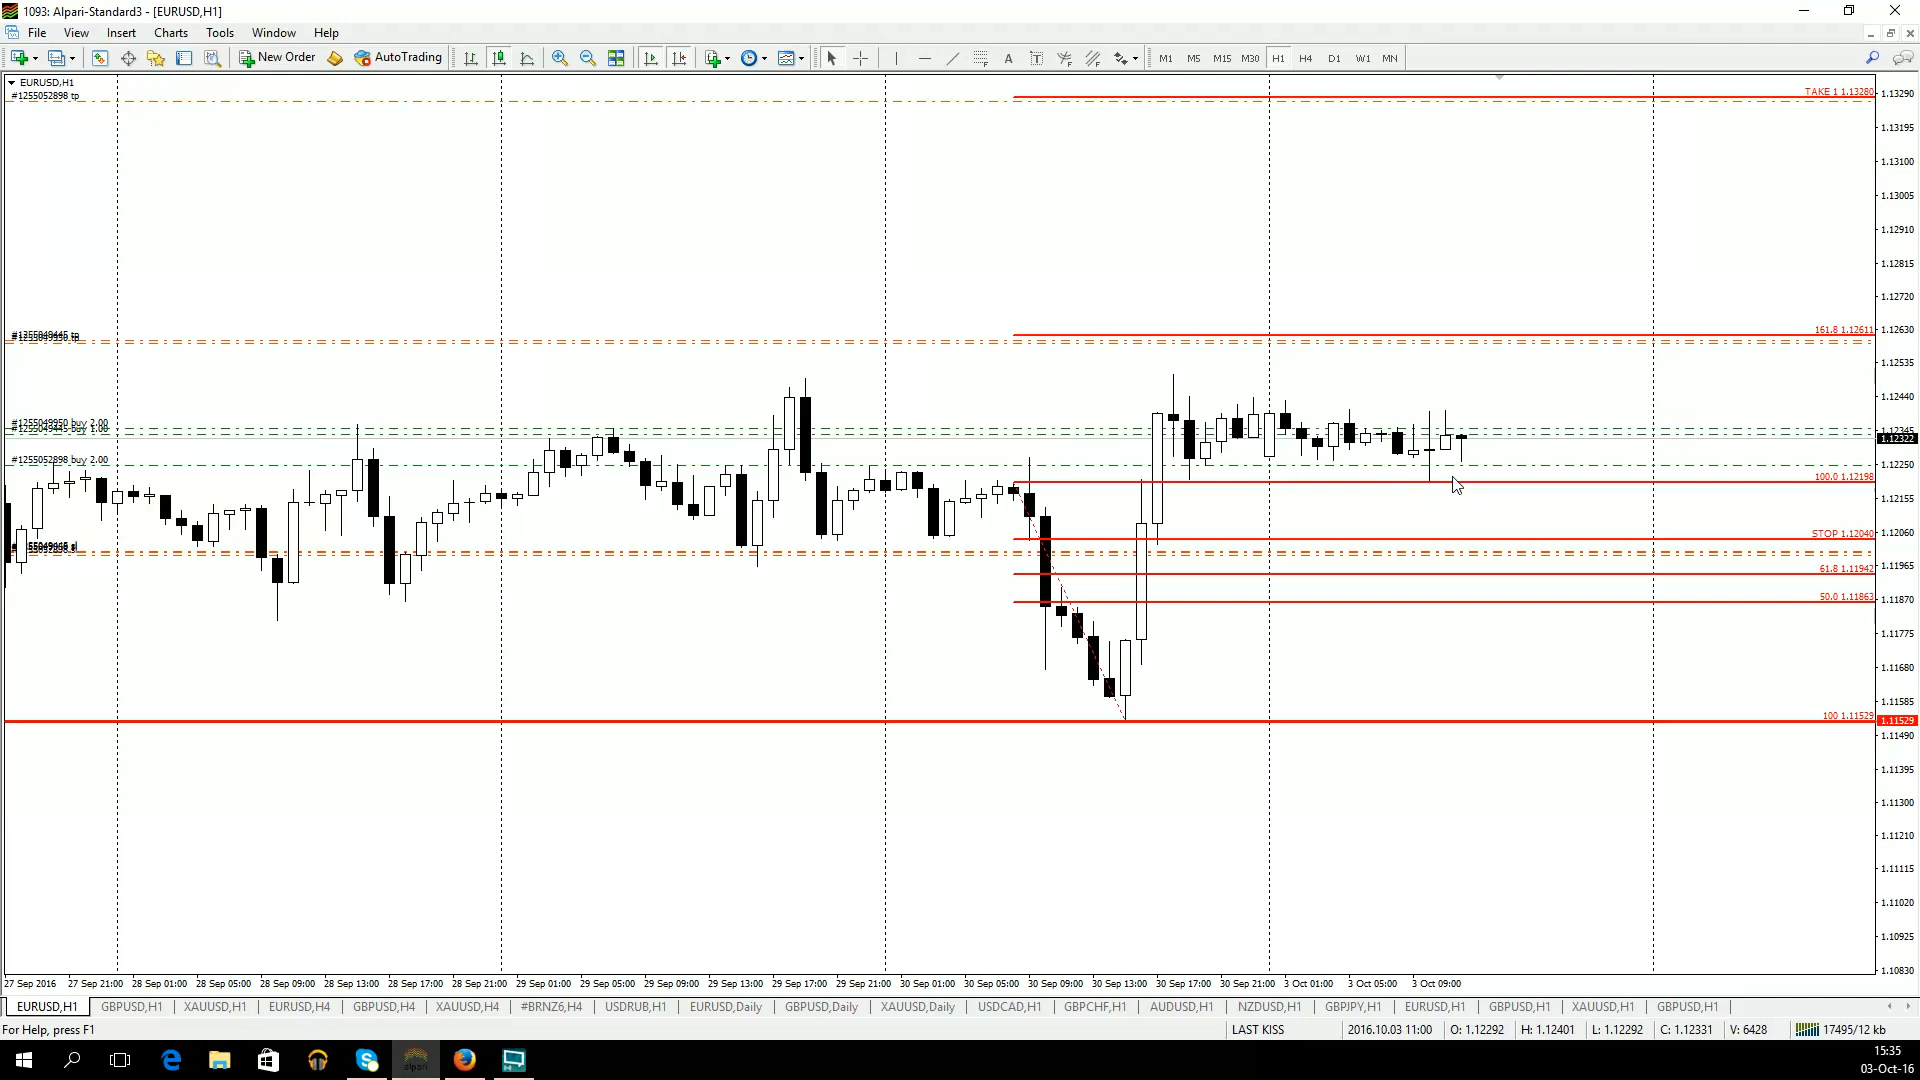 1093: Alpari-Standard3 - [EURUSD,H1]
File View Insert Charts Tools Window Help
New Order AutoTrading A T M1 M5 M15 M30 H1 H4 D1 W1 MN
EURUSD,H1
#1255052898 tp
TAKE 1 1.13280
1.13290
1.13195
1.13100
1.13005
1.12910
1.12815
1.12720
161.8 1.12611
1.12630
#1255049445 tp
#1255049950 tp
1.12535
1.12440
#1255049950 buy 2.00
#1255049445 buy 1.00
1.12345
1.12322
#1255052898 buy 2.00
1.12250
100.0 1.12198
1.12155
STOP 1.12040
1.12060
1.11965
61.8 1.11942
50.0 1.11863
1.11870
1.11775
1.11680
1.11585
100 1.11529
1.11529
1.11490
1.11395
1.11300
1.11210
1.11115
1.11020
1.10925
1.10830
27 Sep 2016 27 Sep 21:00 28 Sep 01:00 28 Sep 05:00 28 Sep 09:00 28 Sep 13:00 28 Sep 17:00 28 Sep 21:00 29 Sep 01:00 29 Sep 05:00 29 Sep 09:00 29 Sep 13:00 29 Sep 17:00 29 Sep 21:00 30 Sep 01:00 30 Sep 05:00 30 Sep 09:00 30 Sep 13:00 30 Sep 17:00 30 Sep 21:00 3 Oct 01:00 3 Oct 05:00 3 Oct 09:00
EURUSD,H1 GBPUSD,H1 XAUUSD,H1 EURUSD,H4 GBPUSD,H4 XAUUSD,H4 #BRNZ6,H4 USDRUB,H1 EURUSD,Daily GBPUSD,Daily XAUUSD,Daily USDCAD,H1 GBPCHF,H1 AUDUSD,H1 NZDUSD,H1 GBPJPY,H1 EURUSD,H1 GBPUSD,H1 XAUUSD,H1 GBPUSD,H1
For Help, press F1 LAST KISS 2016.10.03 11:00 O: 1.12292 H: 1.12401 L: 1.12292 C: 1.12331 V: 6428 17495/12 kb
alpari
15:35
03-Oct-16